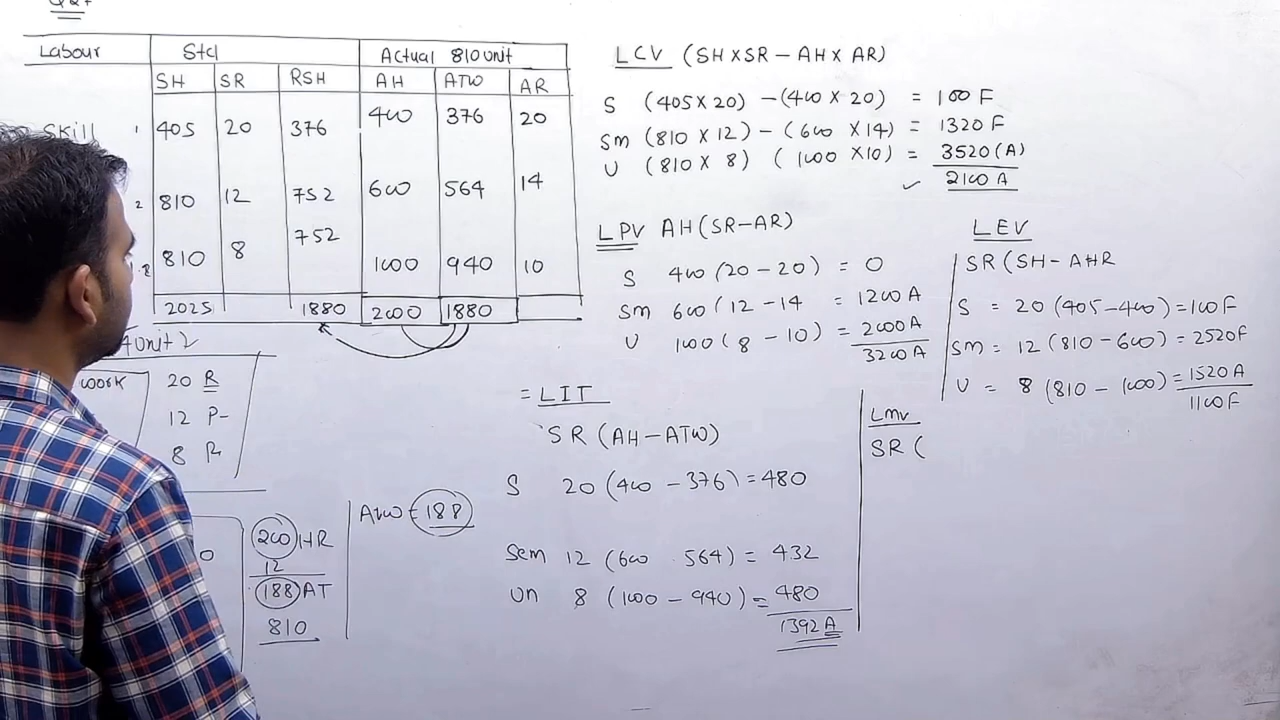 Labour Std Actual 810 unit
SH SR RSH AH ATW AR
Skill 1 405 20 376 400 376 20
2 810 12 752 600 564 14
810 8 752 1000 940 10
2025 1880 2000 1880
unit 2
work 20 R
12 P-
8 R
200 HR
12
188 AT
810
= 188
LCV (SH X SR - AH X AR)
S (405 X 20) - (400 X 20) = 100 F
Sm (810 X 12) - (600 X 14) = 1320 F
U (810 X 8) (1000 X 10) = 3520 (A)
2100 A
LPV AH (SR-AR)
S 400 (20-20) = 0
Sm 600 (12-14 = 1200 A
U 1000 (8-10) = 2000 A
3200 A
LEV
SR (SH - AHR
S = 20 (405-400) = 100 F
Sm = 12 (810-600) = 2520 F
U = 8 (810 - 1000) = 1520 A
1100 F
= LIT
SR (AH-ATW)
S 20 (400 - 376) = 480
Sem 12 (600 564) = 432
Un 8 (1000 - 940) = 480
1392 A
LMV
SR (